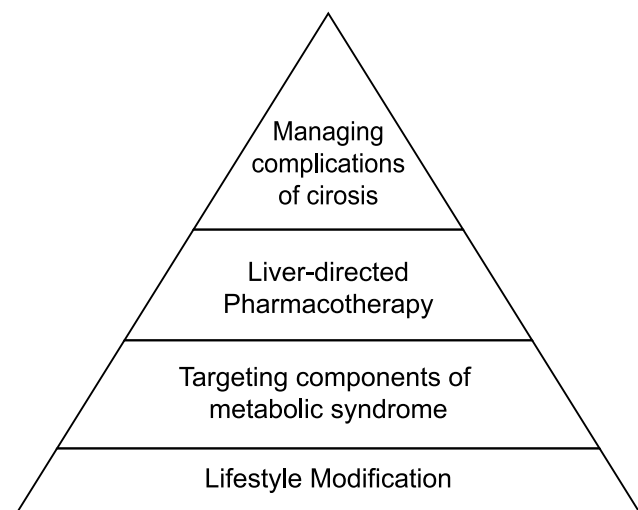 Managing
complications
of cirosis
Liver-directed
Pharmacotherapy
Targeting components of
metabolic syndrome
Lifestyle Modification